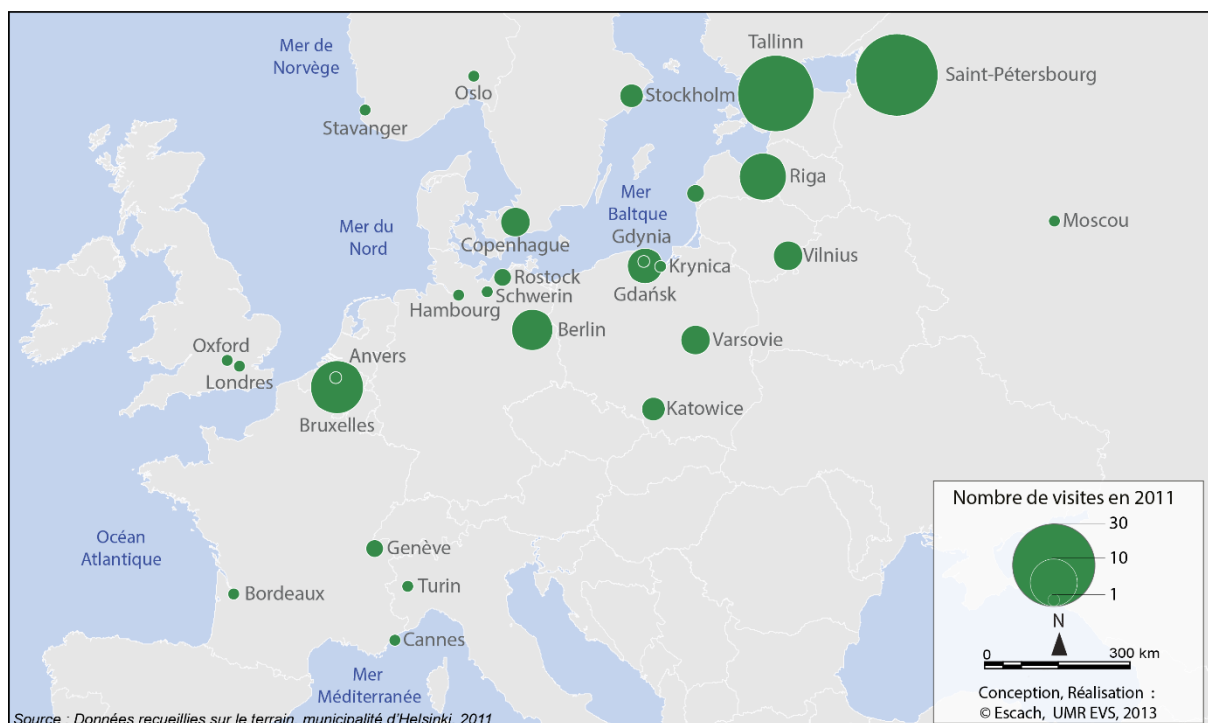 Mer de
Norvège
Oslo
Stavanger
Stockholm
Tallinn
Saint-Pétersbourg
Riga
Mer
Baltque
Moscou
Mer du
Nord
Copenhague
Gdynia
Krynica
Gdańsk
Vilnius
Rostock
Schwerin
Hambourg
Berlin
Varsovie
Oxford
Londres
Anvers
Bruxelles
Katowice
Océan
Atlantique
Genève
Turin
Bordeaux
Cannes
Mer
Méditerranée
Nombre de visites en 2011
30
10
1
N
0 300 km
Conception, Réalisation :
© Escach, UMR EVS, 2013
Source : Données recueillies sur le terrain, municipalité d'Helsinki, 2011